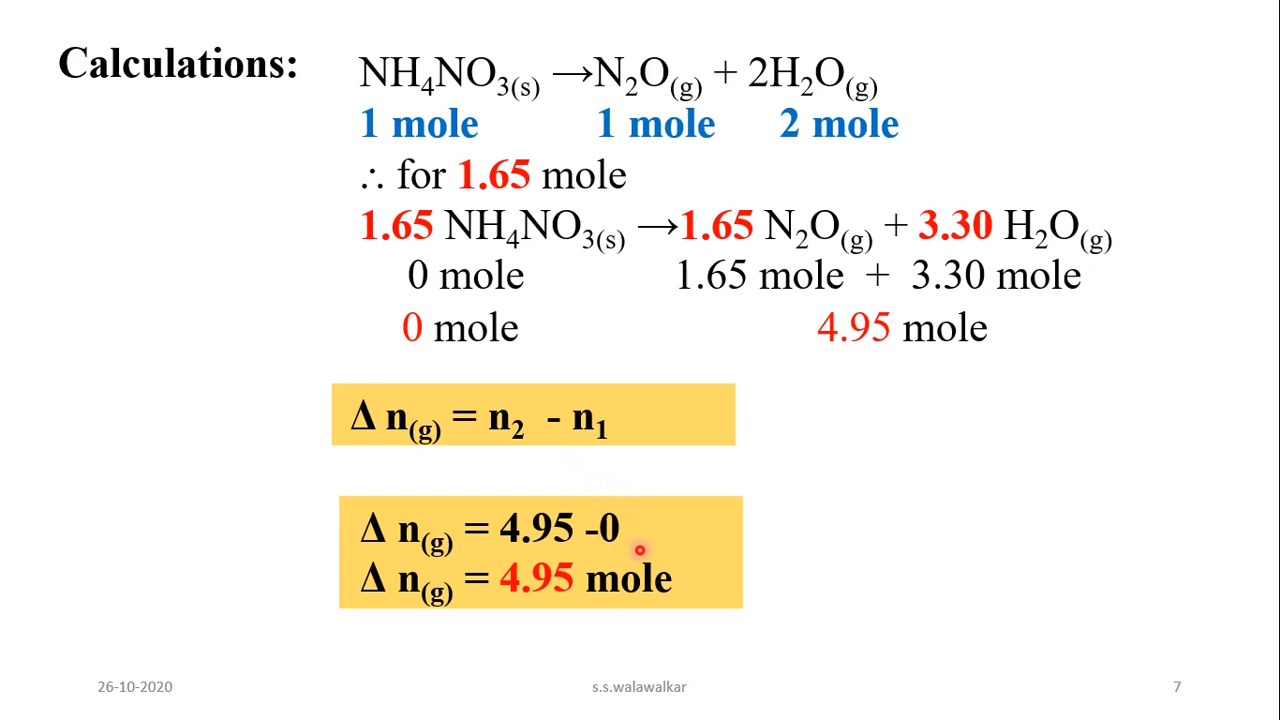 Calculations:
NH₄NO₃₍ₛ₎ →N₂O₍g₎ + 2H₂O₍g₎
1 mole 1 mole 2 mole
∴ for 1.65 mole
1.65 NH₄NO₃₍ₛ₎ →1.65 N₂O₍g₎ + 3.30 H₂O₍g₎
0 mole 1.65 mole + 3.30 mole
0 mole 4.95 mole
Δ n₍g₎ = n₂ - n₁
Δ n₍g₎ = 4.95 -0
Δ n₍g₎ = 4.95 mole
26-10-2020 s.s.walawalkar 7